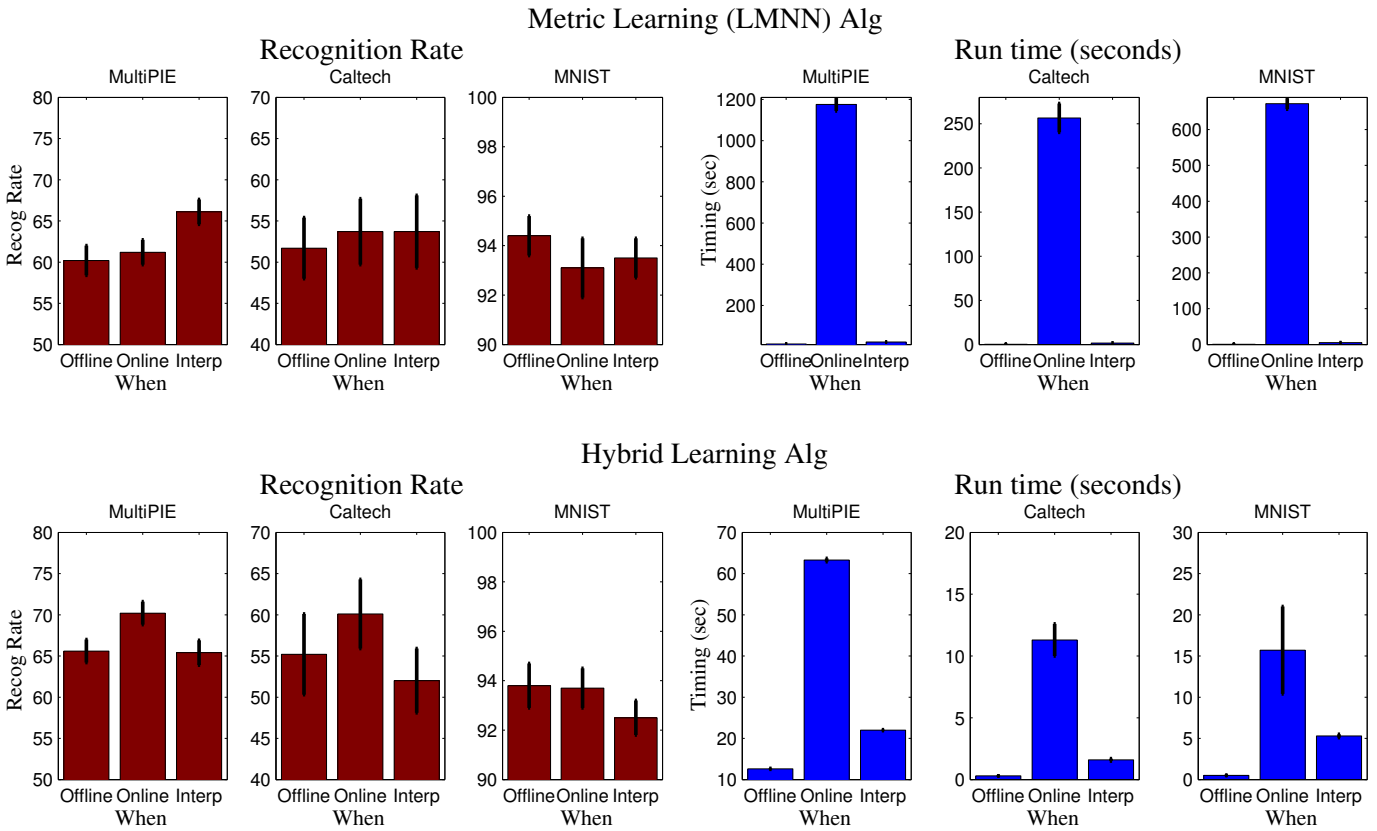 Metric Learning (LMNN) Alg
Recognition Rate
Run time (seconds)
MultiPIE
Caltech
MNIST
MultiPIE
Caltech
MNIST
Recog Rate
80
75
70
65
60
55
50
Offline Online Interp
When
70
65
60
55
50
45
40
Offline Online Interp
When
100
98
96
94
92
90
Offline Online Interp
When
Timing (sec)
1200
1000
800
600
400
200
Offline Online Interp
When
250
200
150
100
50
0
Offline Online Interp
When
600
500
400
300
200
100
0
Offline Online Interp
When
Hybrid Learning Alg
Recognition Rate
Run time (seconds)
MultiPIE
Caltech
MNIST
MultiPIE
Caltech
MNIST
Recog Rate
80
75
70
65
60
55
50
Offline Online Interp
When
70
65
60
55
50
45
40
Offline Online Interp
When
100
98
96
94
92
90
Offline Online Interp
When
Timing (sec)
70
60
50
40
30
20
10
Offline Online Interp
When
20
15
10
5
0
Offline Online Interp
When
30
25
20
15
10
5
0
Offline Online Interp
When